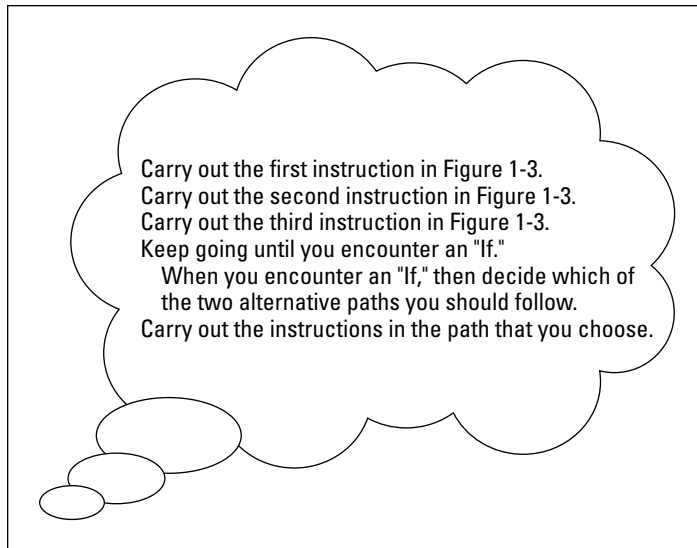 Carry out the first instruction in Figure 1-3.
Carry out the second instruction in Figure 1-3.
Carry out the third instruction in Figure 1-3.
Keep going until you encounter an "If."
When you encounter an "If," then decide which of
the two alternative paths you should follow.
Carry out the instructions in the path that you choose.